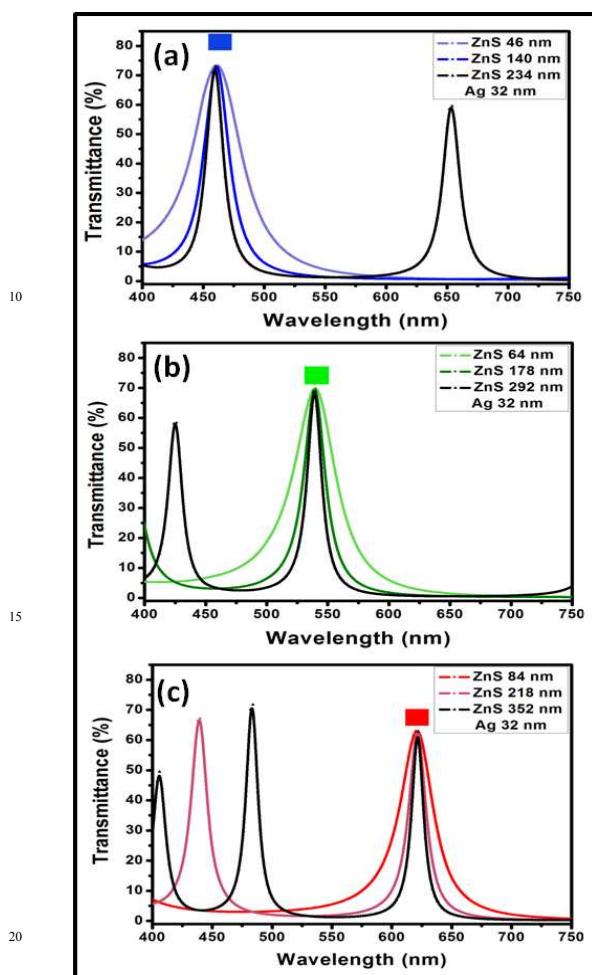 (a)
ZnS 46 nm
ZnS 140 nm
ZnS 234 nm
Ag 32 nm
Transmittance (%)
80
70
60
50
40
30
20
10
0
400 450 500 550 600 650 700 750
Wavelength (nm)
10
(b)
ZnS 64 nm
ZnS 178 nm
ZnS 292 nm
Ag 32 nm
Transmittance (%)
80
70
60
50
40
30
20
10
0
400 450 500 550 600 650 700 750
Wavelength (nm)
15
(c)
ZnS 84 nm
ZnS 218 nm
ZnS 352 nm
Ag 32 nm
Transmittance (%)
80
70
60
50
40
30
20
10
0
400 450 500 550 600 650 700 750
Wavelength (nm)
20